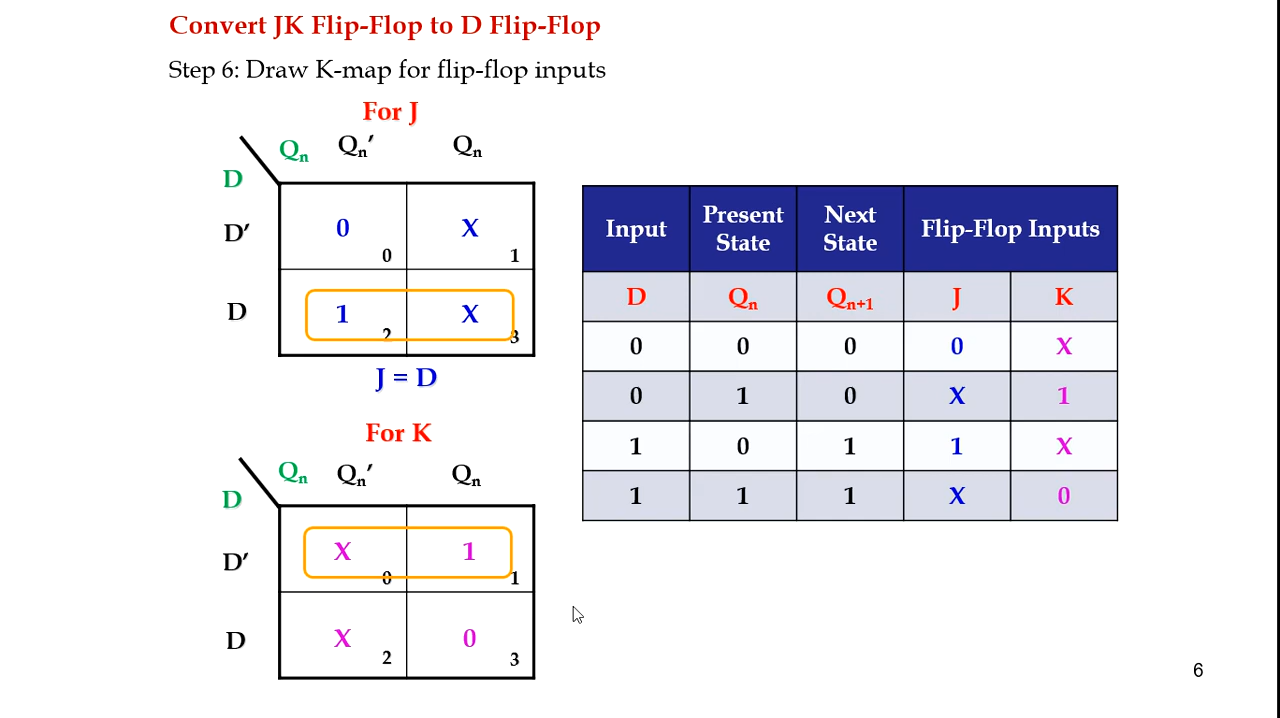 Convert JK Flip-Flop to D Flip-Flop
Step 6: Draw K-map for flip-flop inputs
For J
Qₙ Qₙ′ Qₙ
D
D′ 0 0 X 1
D 1 2 X 3
J = D
For K
Qₙ Qₙ′ Qₙ
D
D′ X 0 1 1
D X 2 0 3
Input Present State Next State Flip-Flop Inputs
D Qₙ Qₙ₊₁ J K
0 0 0 0 X
0 1 0 X 1
1 0 1 1 X
1 1 1 X 0
6